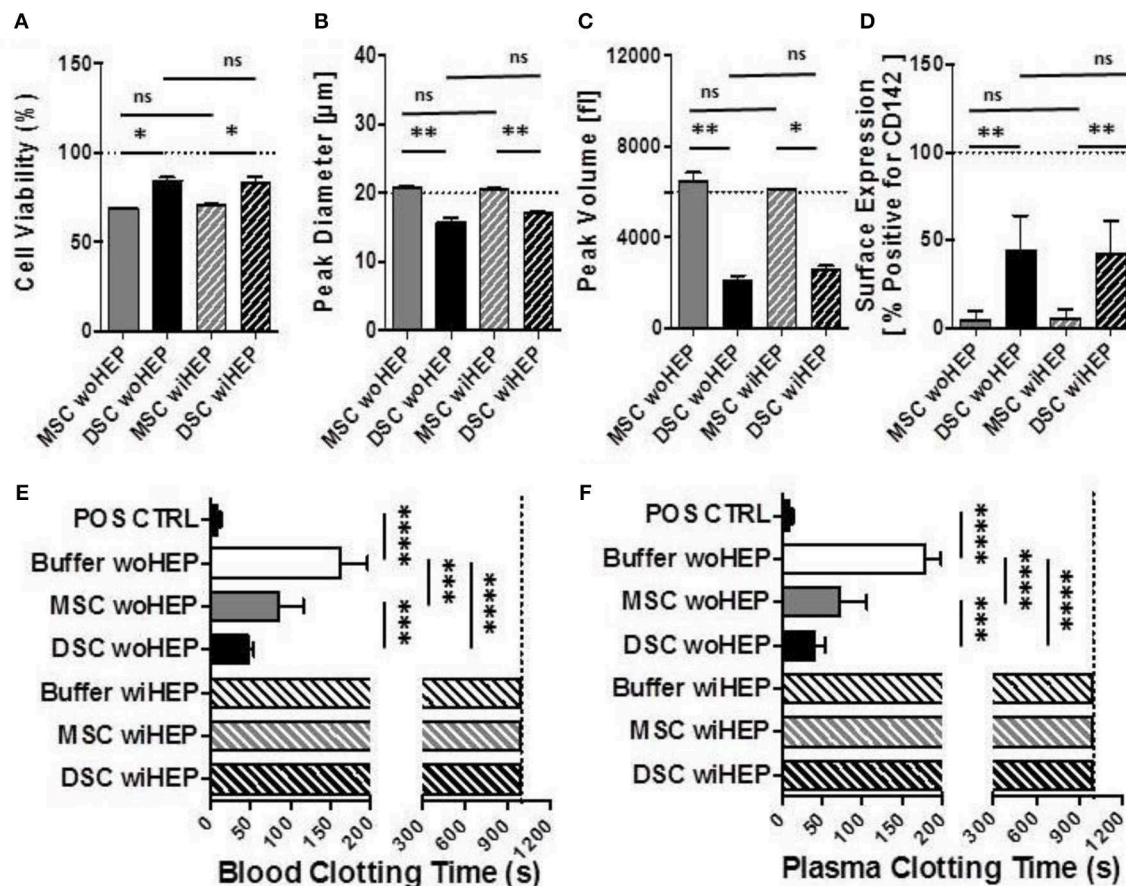 A
B
C
D
Cell Viability (%)
150
100
50
0
ns
ns
*
*
MSC woHEP
DSC woHEP
MSC wiHEP
DSC wiHEP
Peak Diameter [µm]
40
30
20
10
0
ns
ns
**
**
MSC woHEP
DSC woHEP
MSC wiHEP
DSC wiHEP
Peak Volume [fl]
12000
9000
6000
4000
0
ns
ns
**
*
MSC woHEP
DSC woHEP
MSC wiHEP
DSC wiHEP
Surface Expression
[ % Positive for CD142 ]
150
100
50
0
ns
ns
**
**
MSC woHEP
DSC woHEP
MSC wiHEP
DSC wiHEP
E
POS CTRL
Buffer woHEP
MSC woHEP
DSC woHEP
Buffer wiHEP
MSC wiHEP
DSC wiHEP
****
***
***
****
0 50 100 150 200 300 600 900 1200
Blood Clotting Time (s)
F
POS CTRL
Buffer woHEP
MSC woHEP
DSC woHEP
Buffer wiHEP
MSC wiHEP
DSC wiHEP
****
***
****
****
0 50 100 150 200 300 600 900 1200
Plasma Clotting Time (s)